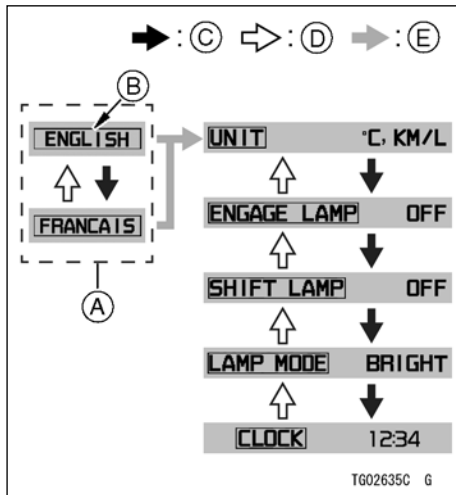 : C : D : E
B
ENGLISH UNIT °C, KM/L
FRANCAIS ENGAGE LAMP OFF
A SHIFT LAMP OFF
LAMP MODE BRIGHT
CLOCK 12:34
TG02635C G